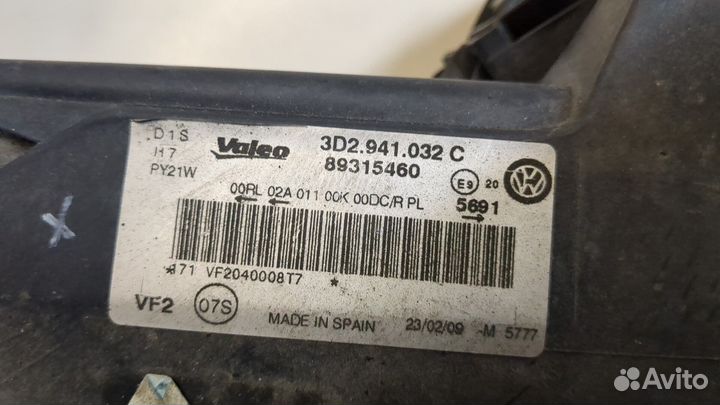 D1S
H7
PY21W
Valeo
3D2.941.032 C
89315460
E9 20
00RL 02A 011 00K 00DC/R PL
5691
*371 VF2040008T7 *
VF2 07S
MADE IN SPAIN
23/02/09 -M 5777
Avito